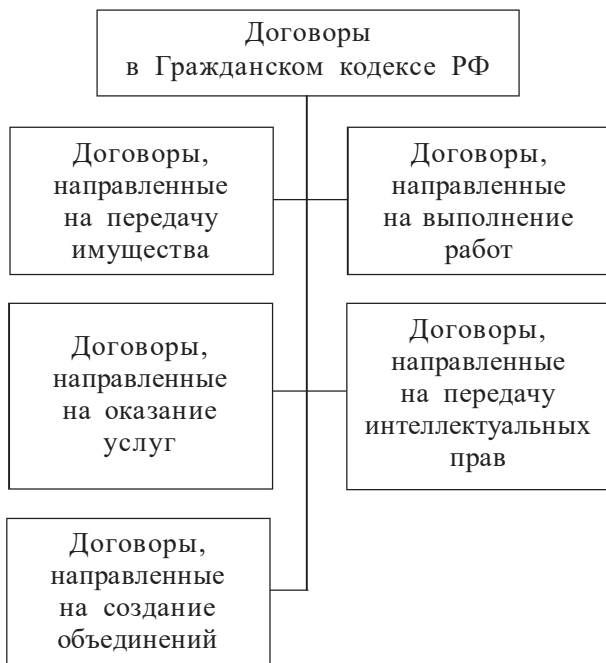 Договоры
в Гражданском кодексе РФ
Договоры,
направленные
на передачу
имущества
Договоры,
направленные
на выполнение
работ
Договоры,
направленные
на оказание
услуг
Договоры,
направленные
на передачу
интеллектуальных
прав
Договоры,
направленные
на создание
объединений